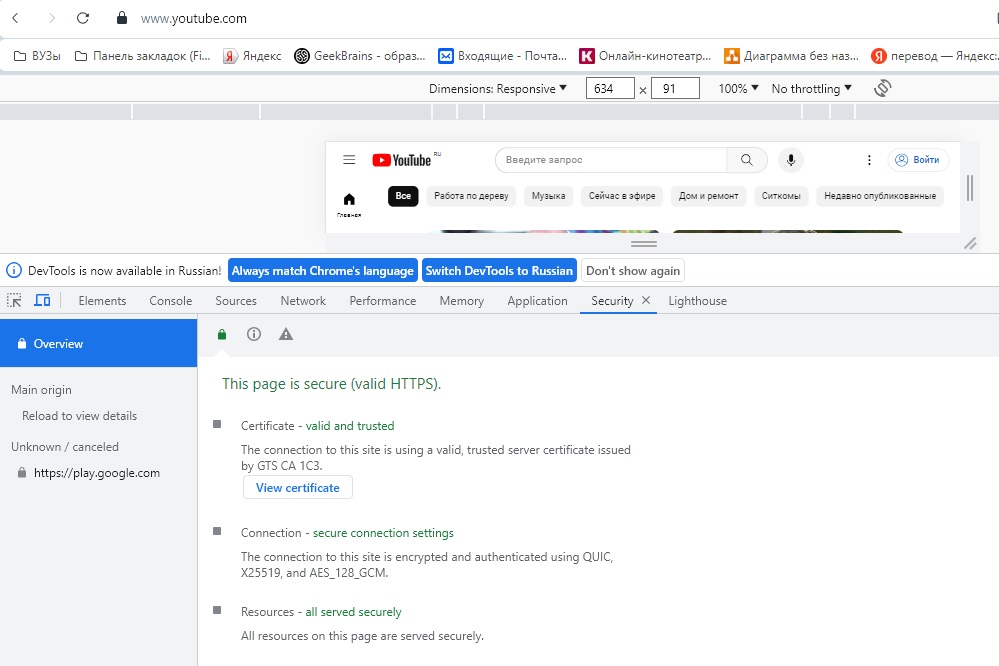 www.youtube.com
ВУЗы Панель закладок (Fi... Яндекс GeekBrains - образ... Входящие - Почта... Онлайн-кинотеатр... Диаграмма без наз... перевод — Яндекс:
Dimensions: Responsive 634 x 91 100% No throttling
YouTube RU Введите запрос Войти
Главная Все Работа по дереву Музыка Сейчас в эфире Дом и ремонт Ситкомы Недавно опубликованные
DevTools is now available in Russian! Always match Chrome's language Switch DevTools to Russian Don't show again
Elements Console Sources Network Performance Memory Application Security Lighthouse
Overview
Main origin
Reload to view details
Unknown / canceled
https://play.google.com
This page is secure (valid HTTPS).
Certificate - valid and trusted
The connection to this site is using a valid, trusted server certificate issued
by GTS CA 1C3.
View certificate
Connection - secure connection settings
The connection to this site is encrypted and authenticated using QUIC,
X25519, and AES_128_GCM.
Resources - all served securely
All resources on this page are served securely.